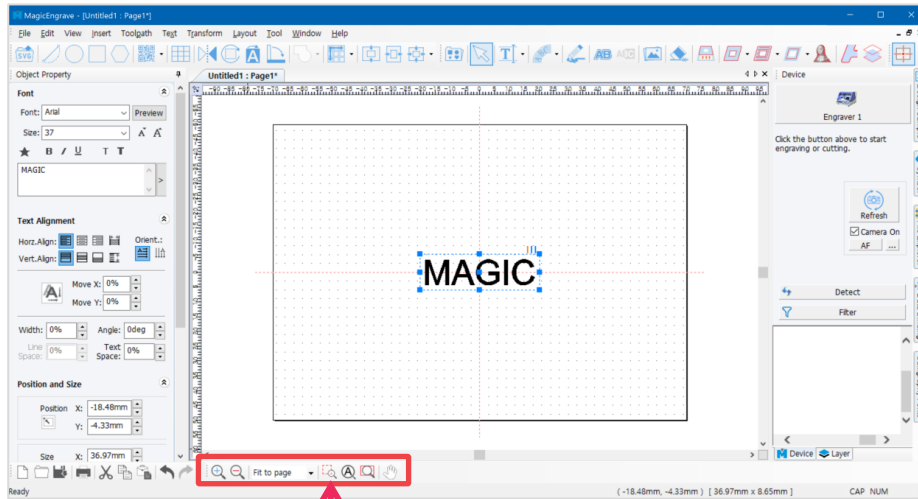 MagicEngrave - [Untitled1 : Page1*]
File Edit View Insert Toolpath Text Transform Layout Tool Window Help
SVG
T
AB
Object Property
Untitled1 : Page1*
Device
Font
Font: Arial Preview
Size: 37
B I U T T
MAGIC
Text Alignment
Horz.Align: Orient.:
Vert.Align:
Move X: 0%
Move Y: 0%
Width: 0% Angle: 0deg
Line Space: 0% Text Space: 0%
Position and Size
Position X: -18.48mm
Y: -4.33mm
Size X: 36.97mm
MAGIC
Engraver 1
Click the button above to start
engraving or cutting.
Refresh
Camera On
AF ...
Detect
Filter
Device Layer
Fit to page
Ready
( -18.48mm, -4.33mm ) [ 36.97mm x 8.65mm ] CAP NUM